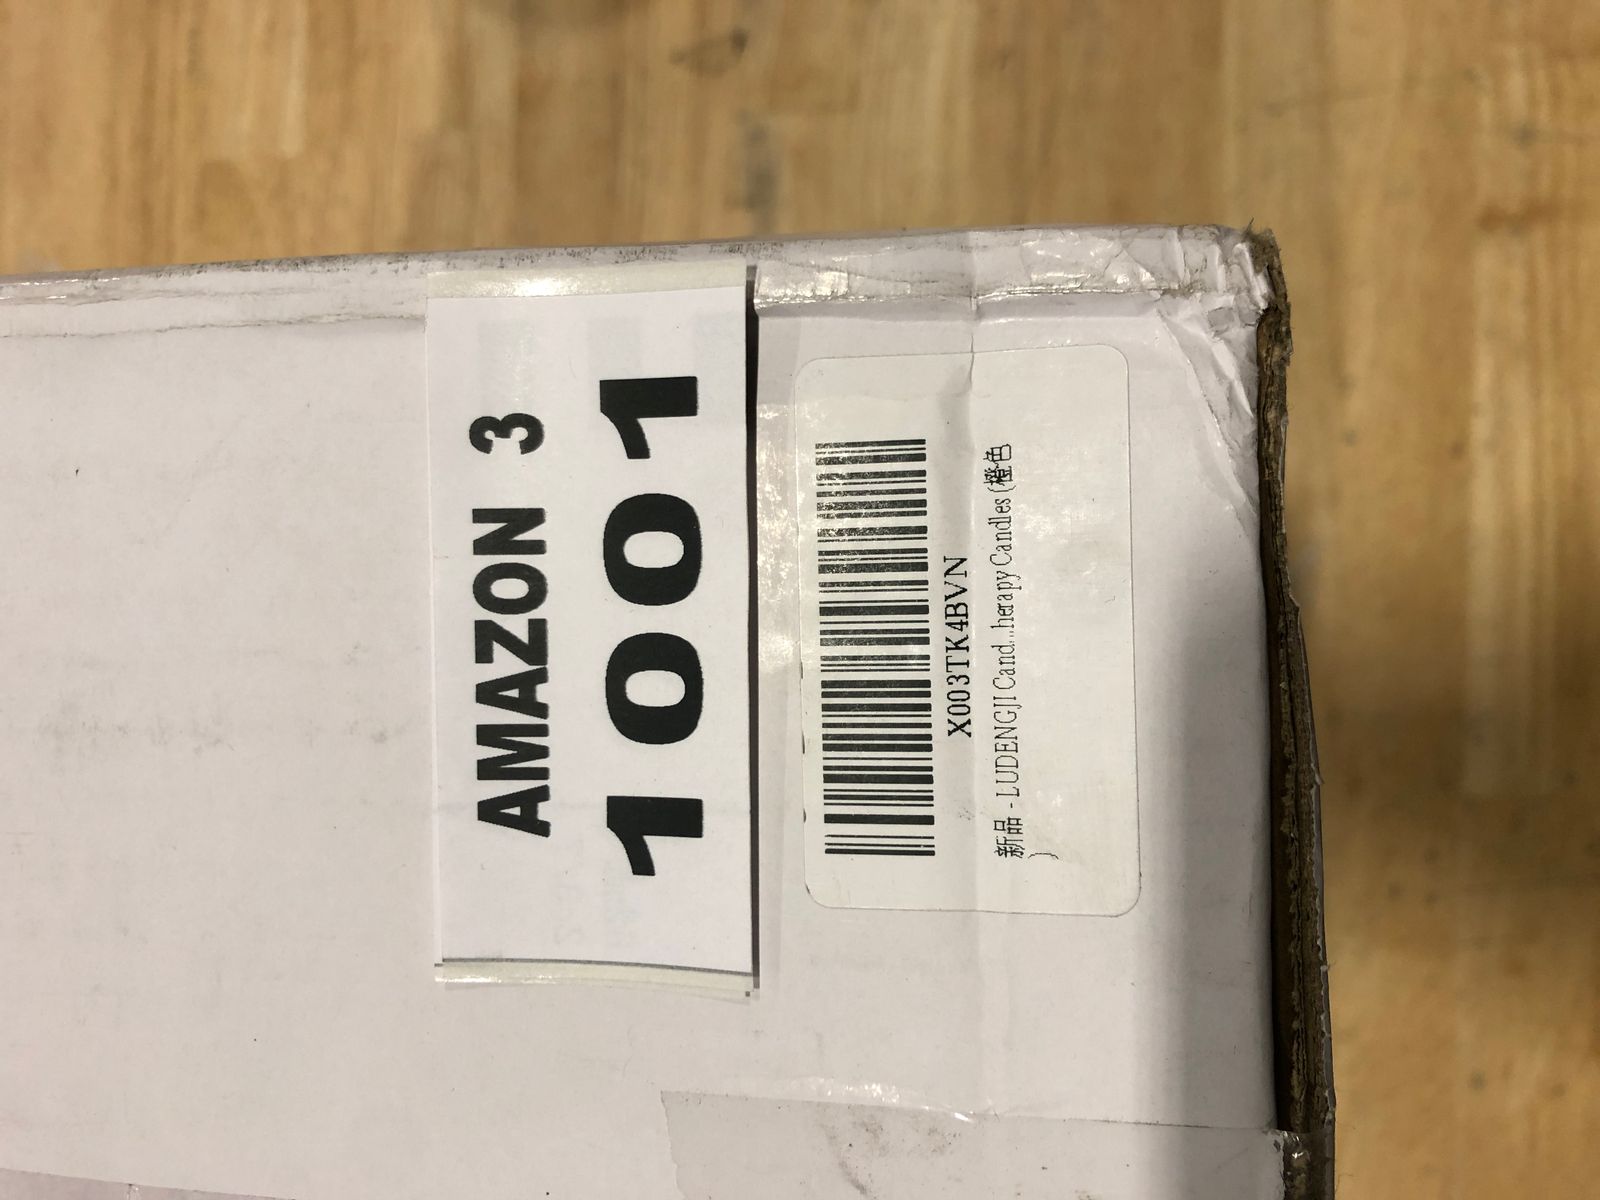 AMAZON 3
1001
X003TK4BVN
新品 - LUDENGJI Cand...herapy Candles (橙色
)